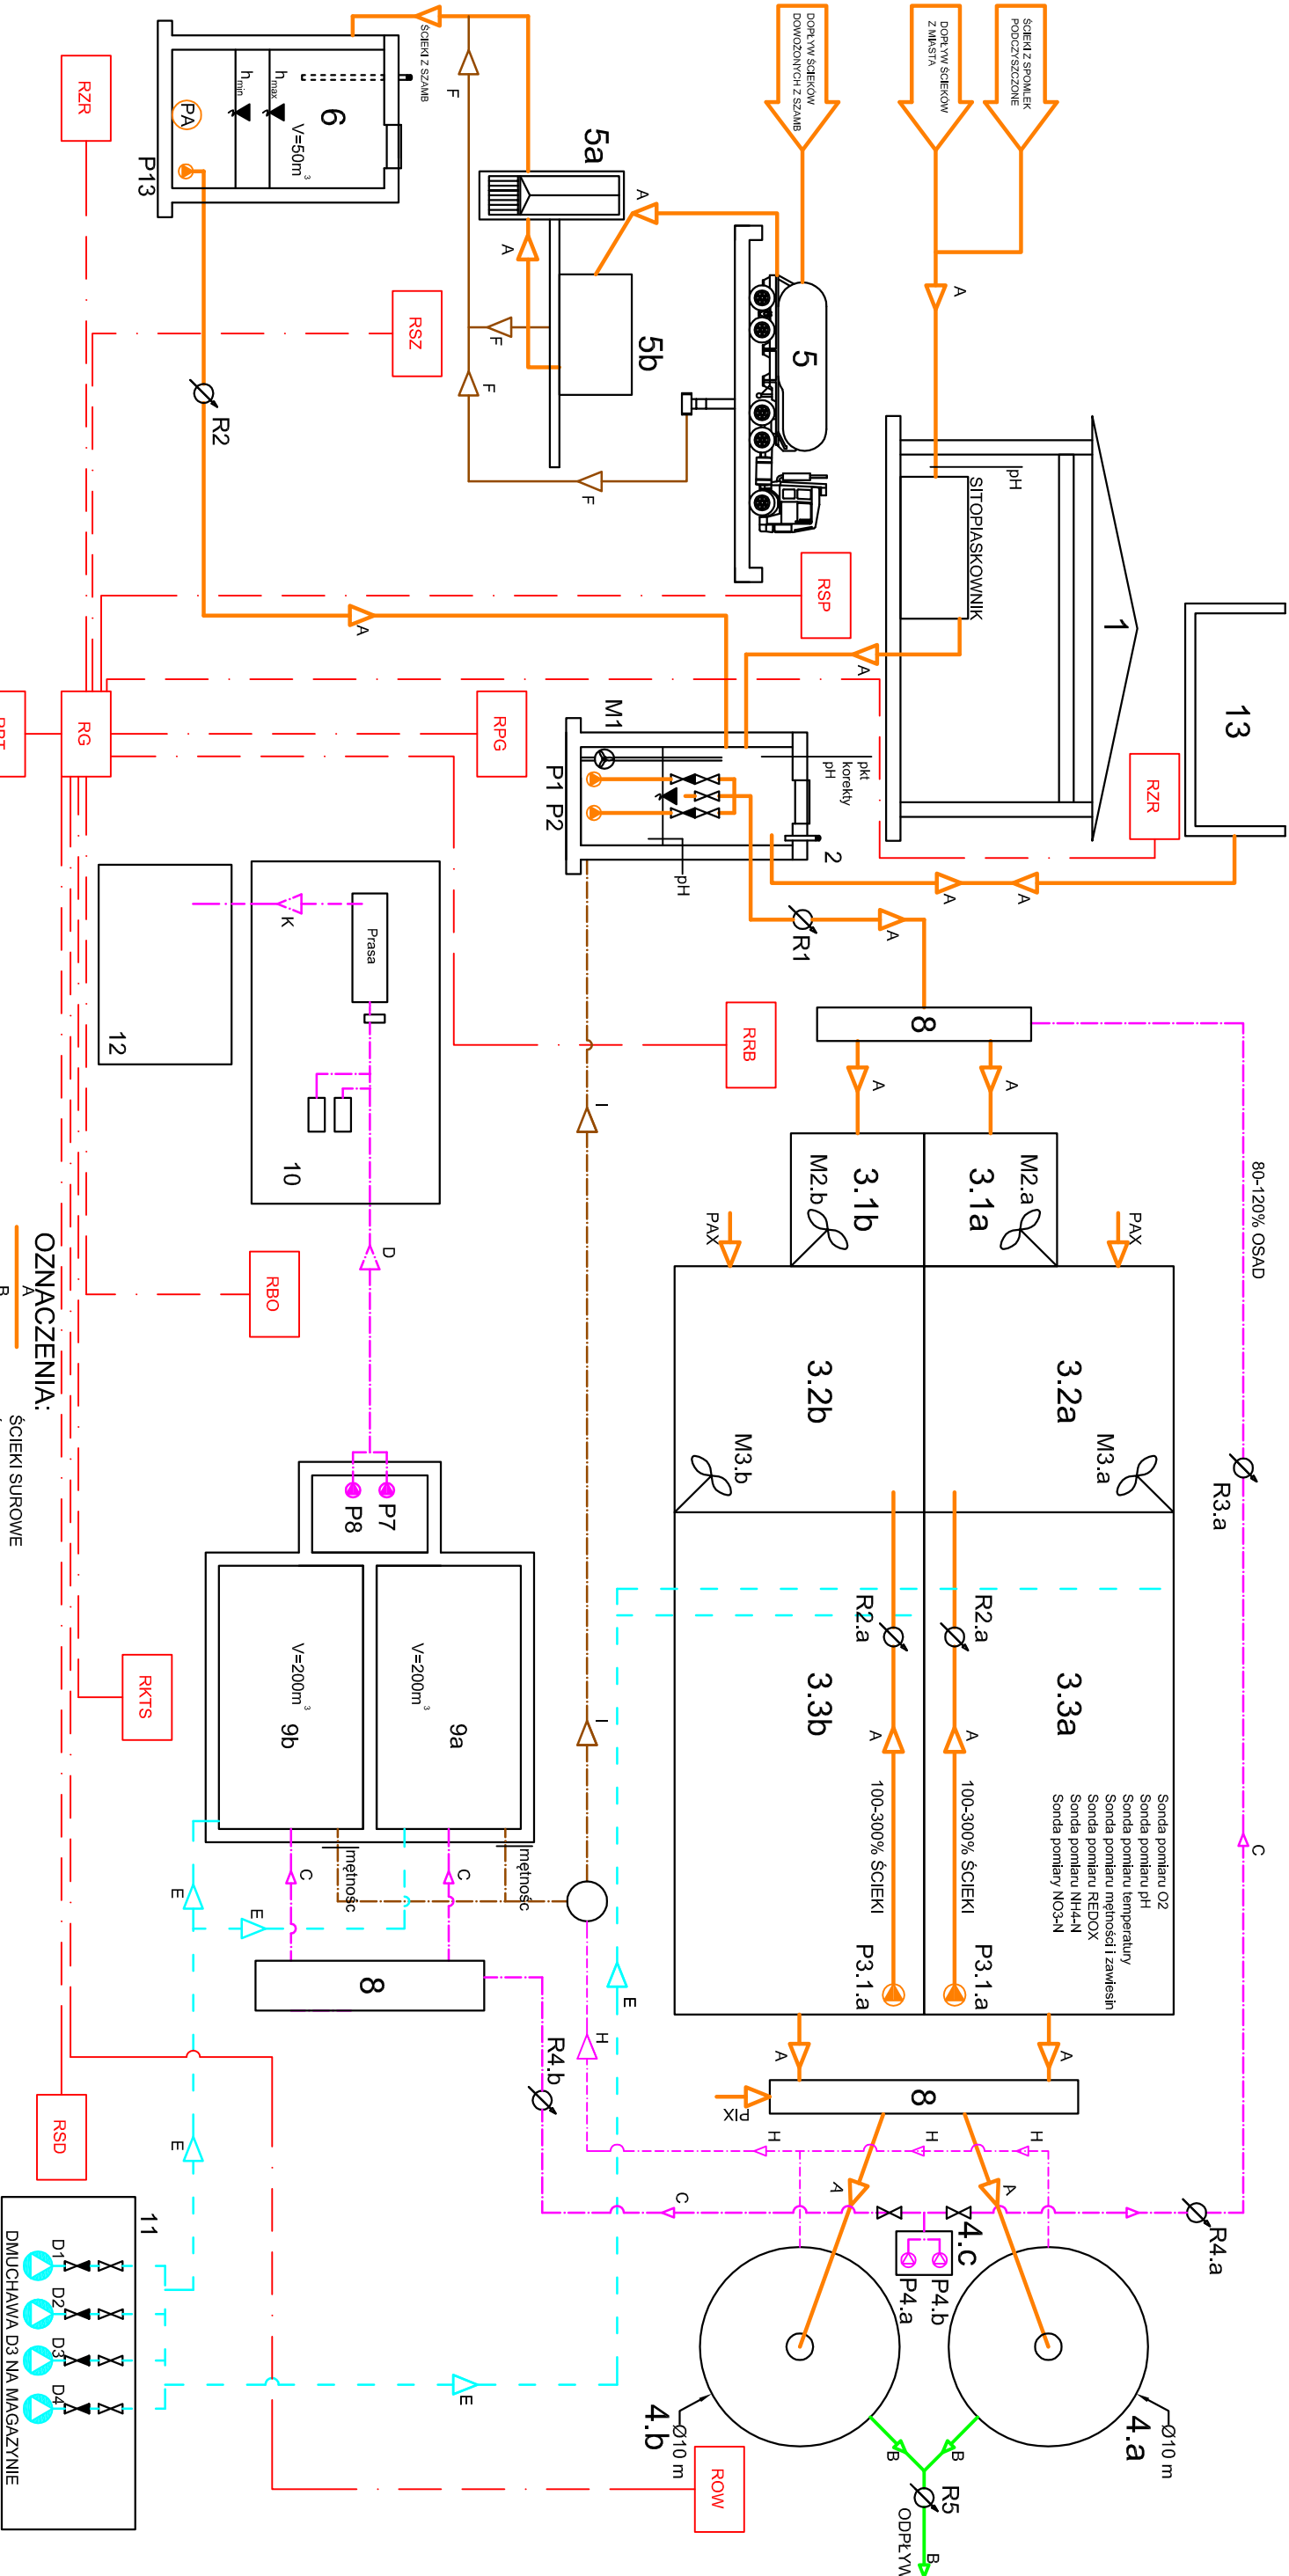 ŚCIEKI Z SPOMLEK
PODCZYSZCZONE
DOPŁYW ŚCIEKÓW
Z MIASTA
DOPŁYW ŚCIEKÓW
DOWOŻONYCH Z SZAMB
ŚCIEKI Z SZAMB
F
A
13
RZR
1
pH
SITOPIASKOWNIK
A
A
A
A
5
5a
5b
A
A
F
F
F
6
V=50m³
hmax
hmin
PA
P13
RZR
RSZ
R2
A
RSP
RPG
RG
M1
P1 P2
pkt
korekty
pH
2
pH
R1
A
8
A
A
RRB
80-120% OSAD
R3.a
C
R4.a
3.1a
M2.a
3.1b
M2.b
PAX
PAX
3.2a
M3.a
3.2b
M3.b
3.3a
3.3b
R2.a
R2.a
A
A
100-300% ŚCIEKI
100-300% ŚCIEKI
P3.1.a
P3.1.a
Sonda pomiaru O2
Sonda pomiaru pH
Sonda pomiaru temperatury
Sonda pomiaru mętności i zawiesin
Sonda pomiaru REDOX
Sonda pomiaru NH4-N
Sonda pomiary NO3-N
A
A
8
PIX
H
H
H
A
A
C
4.c
P4.b
P4.a
4.a
Ø10 m
4.b
Ø10 m
B
B
R5
ODPŁYW
B
I
I
E
R4.b
8
C
C
mętnośc
mętnośc
E
E
E
9a
V=200m³
9b
V=200m³
P7
P8
D
10
Prasa
K
12
RBO
RKTS
RSD
ROW
E
11
D1
D2
D3
D4
DMUCHAWA D3 NA MAGAZYNIE
OZNACZENIA:
A
ŚCIEKI SUROWE
B